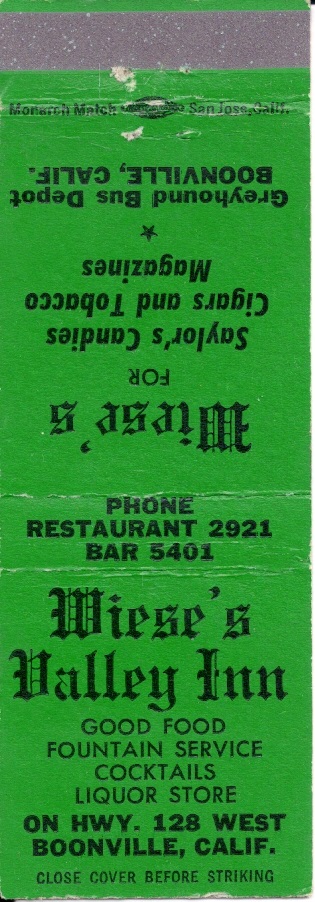 Monarch Match San Jose, Calif.
Wiese's
FOR
Saylor's Candies
Cigars and Tobacco
Magazines
★
Greyhound Bus Depot
BOONVILLE, CALIF.
PHONE
RESTAURANT 2921
BAR 5401
Wiese's
Valley Inn
GOOD FOOD
FOUNTAIN SERVICE
COCKTAILS
LIQUOR STORE
ON HWY. 128 WEST
BOONVILLE, CALIF.
CLOSE COVER BEFORE STRIKING